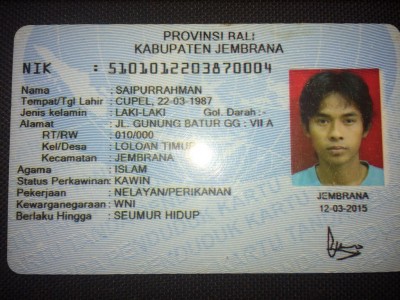 PROVINSI BALI
KABUPATEN JEMBRANA
NIK : 5101012203870004
Nama : SAIPURRAHMAN
Tempat/Tgl Lahir : CUPEL, 22-03-1987
Jenis kelamin : LAKI-LAKI Gol. Darah :-
Alamat : JL. GUNUNG BATUR GG : VII A
RT/RW : 010/000
Kel/Desa : LOLOAN TIMUR
Kecamatan : JEMBRANA
Agama : ISLAM
Status Perkawinan: KAWIN
Pekerjaan : NELAYAN/PERIKANAN
Kewarganegaraan: WNI
Berlaku Hingga : SEUMUR HIDUP
JEMBRANA
12-03-2015